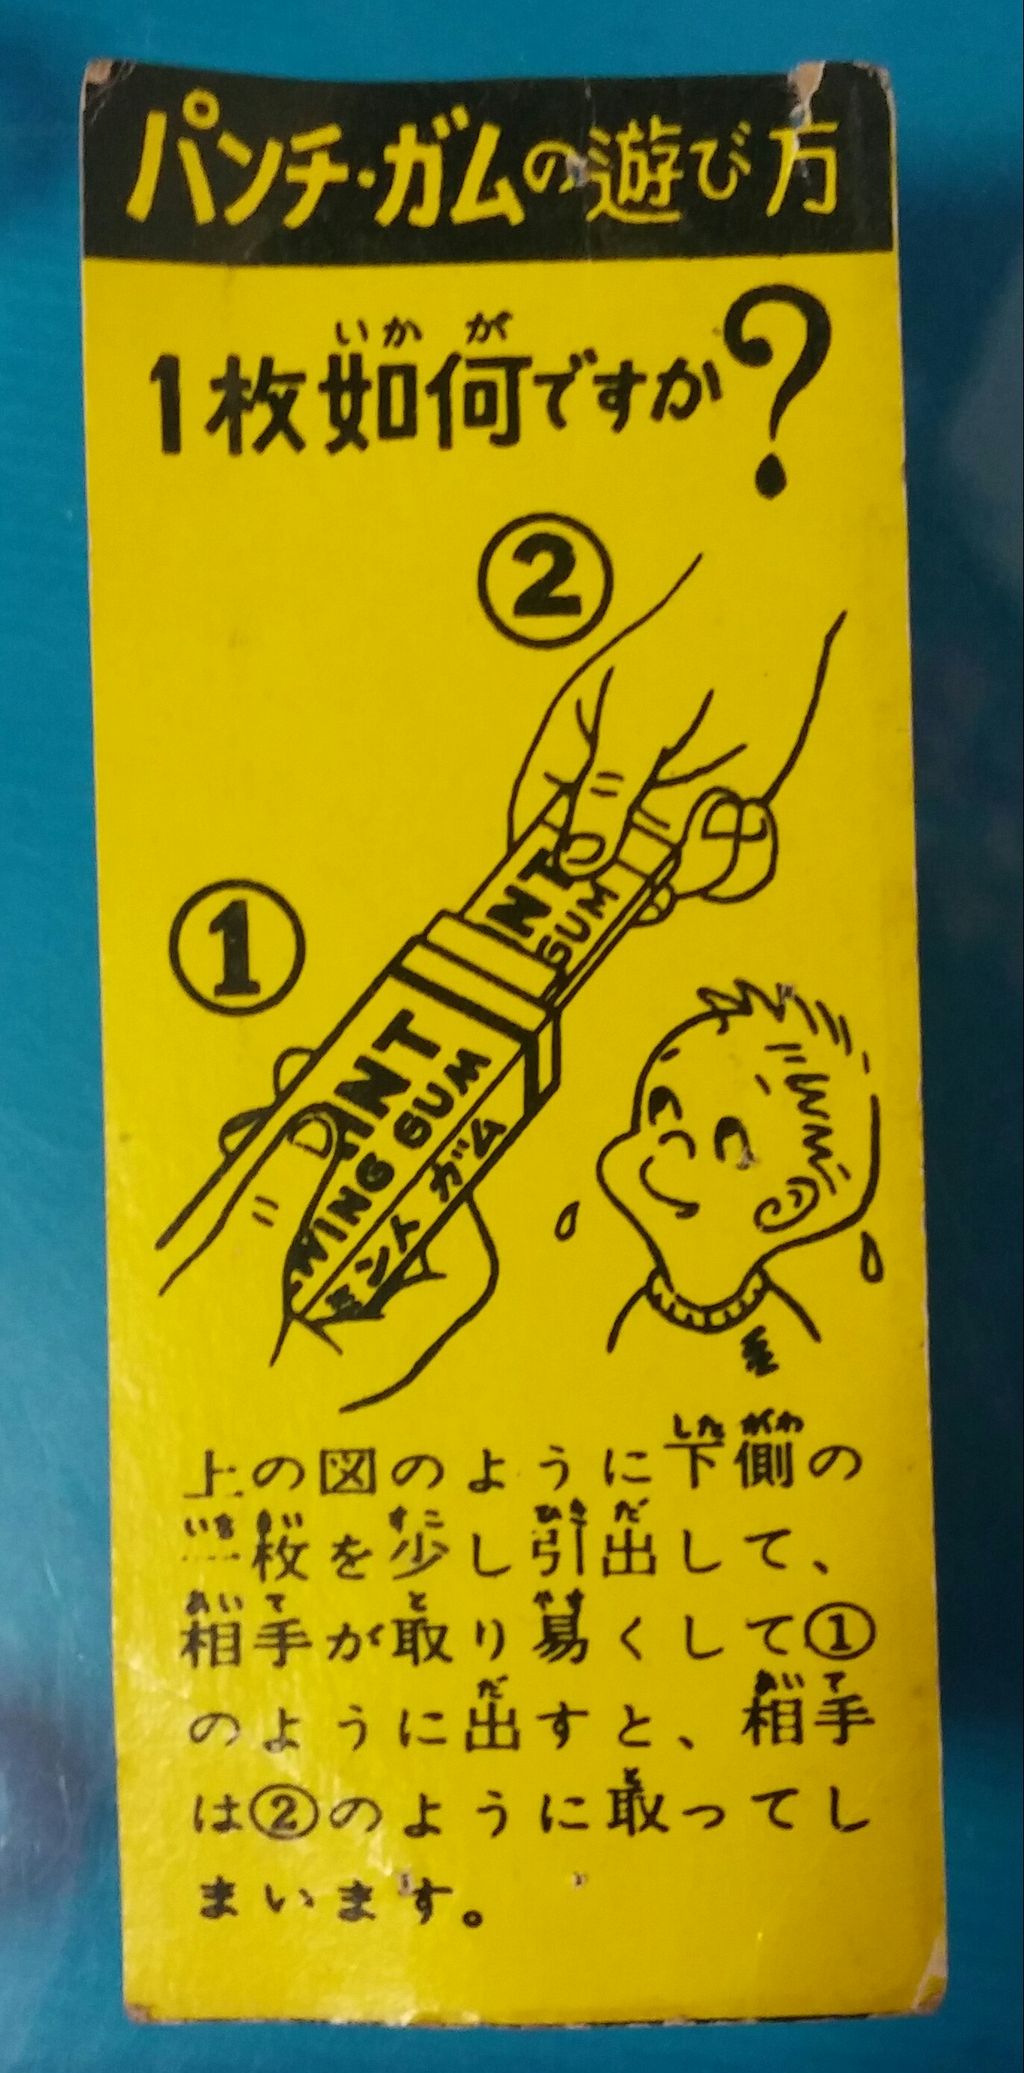 パンチ・ガムの遊び方
いかが
1枚如何ですか?
②
NT
GUM
①
INT
WING GUM
ミント ガム
した がわ
上の図のように下側の
いち まい すこ ひき だ
一枚を少し引出して、
あい て と やす
相手が取り易くして①
だ あい て
のように出すと、相手
と
は②のように取ってし
まいます。